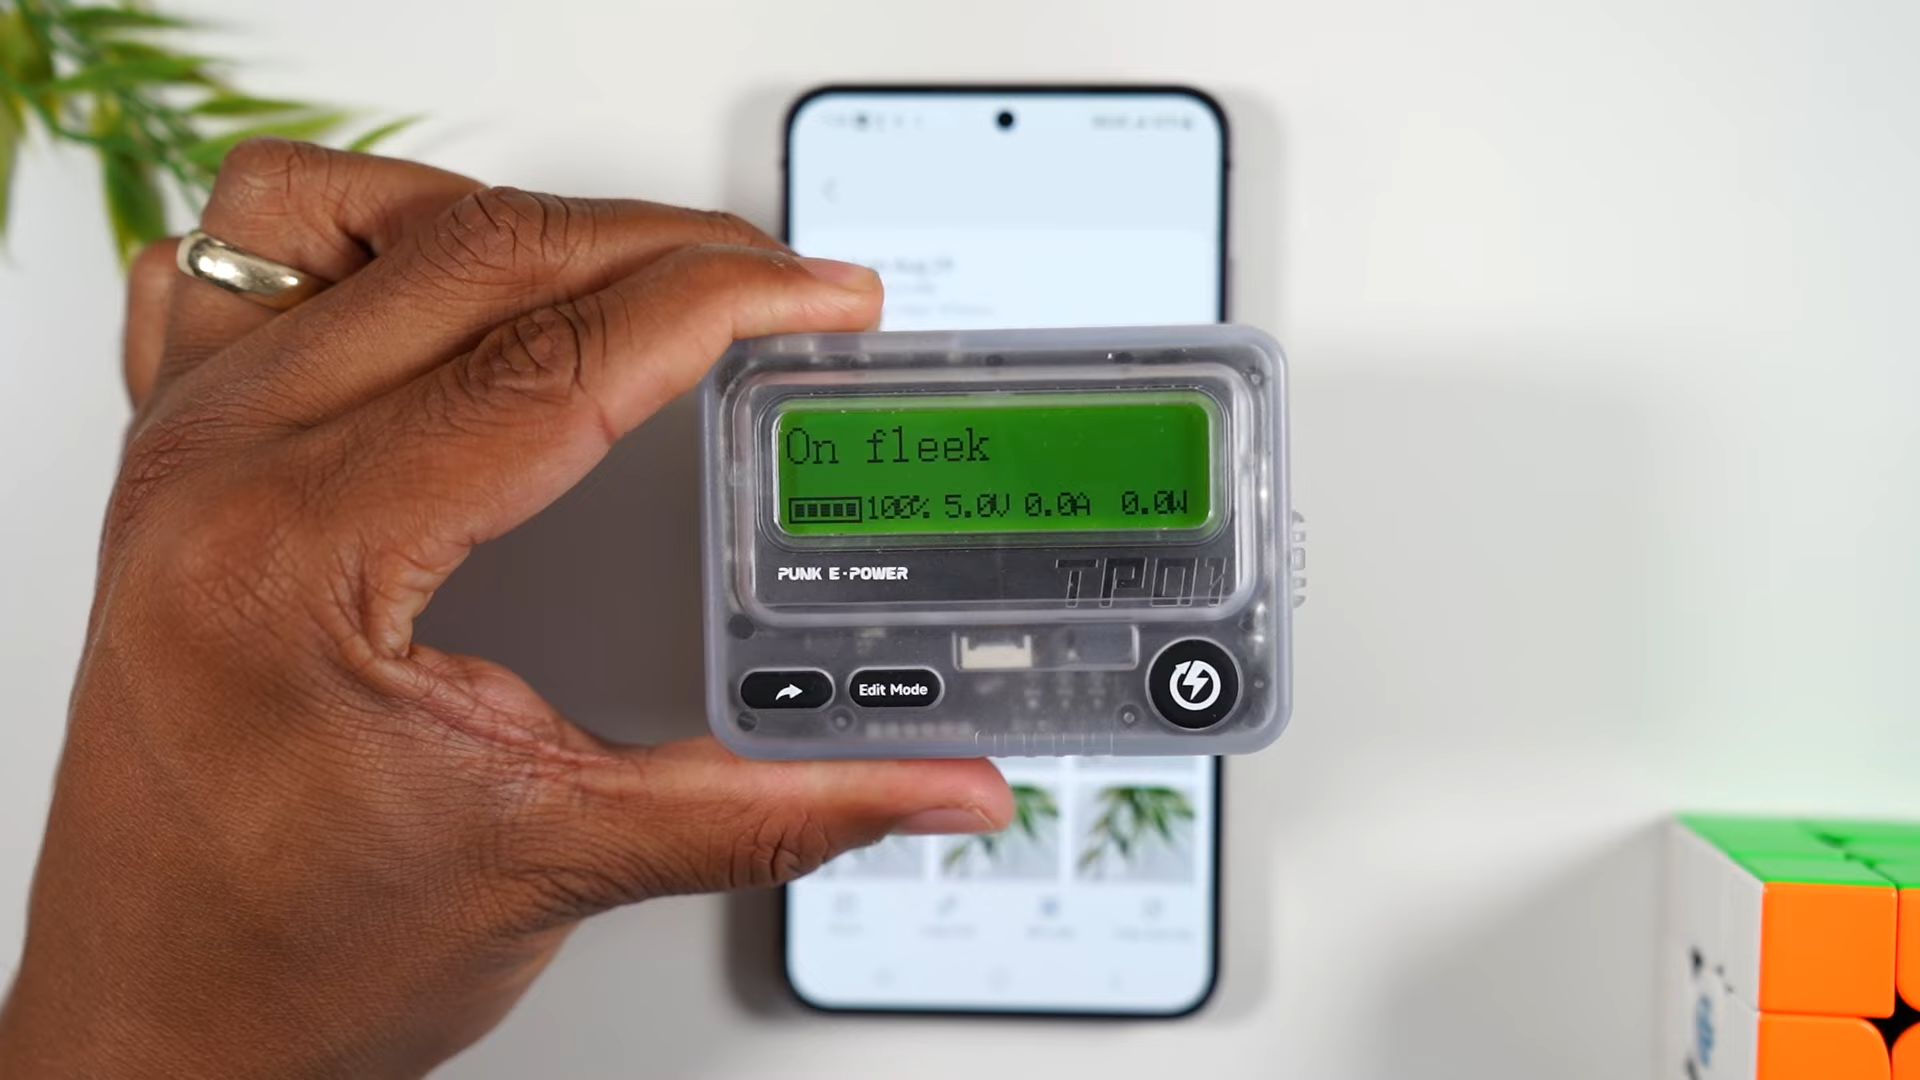 On fleek
100% 5.0V 0.0A 0.0W
PUNK E·POWER
TP01
Edit Mode